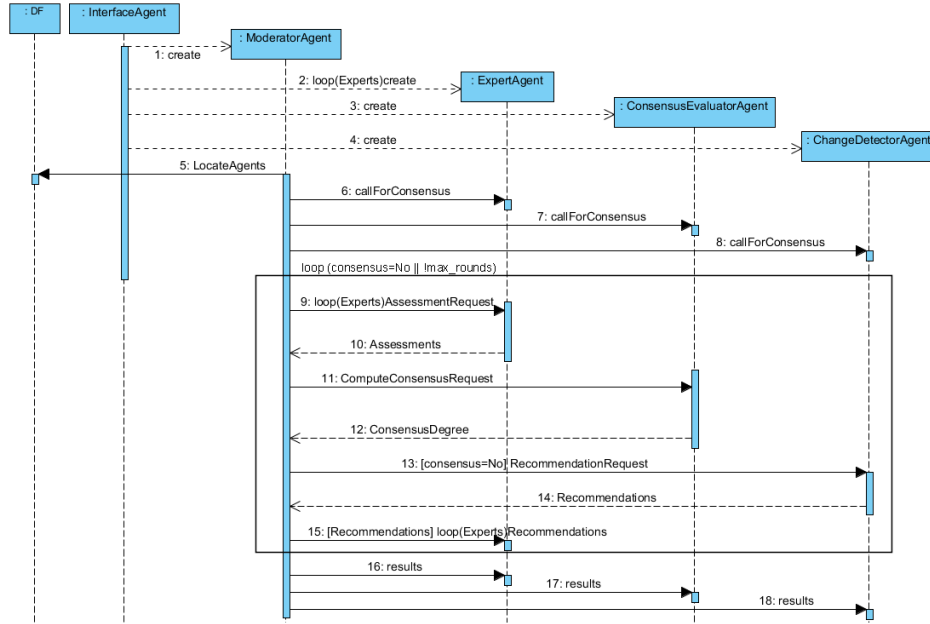 : DF
: InterfaceAgent
: ModeratorAgent
1: create
2: loop(Experts)create
: ExpertAgent
3: create
: ConsensusEvaluatorAgent
4: create
: ChangeDetectorAgent
5: LocateAgents
6: callForConsensus
7: callForConsensus
8: callForConsensus
loop (consensus=No || !max_rounds)
9: loop(Experts)AssessmentRequest
10: Assessments
11: ComputeConsensusRequest
12: ConsensusDegree
13: [consensus=No] RecommendationRequest
14: Recommendations
15: [Recommendations] loop(Experts)Recommendations
16: results
17: results
18: results